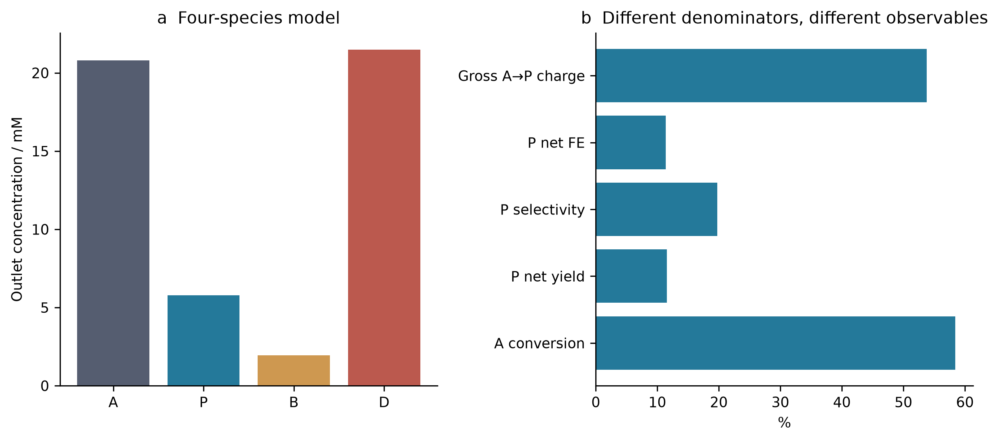 a Four-species model
Outlet concentration / mM
20
15
10
5
0
A
P
B
D
b Different denominators, different observables
Gross A→P charge
P net FE
P selectivity
P net yield
A conversion
0 10 20 30 40 50 60
%